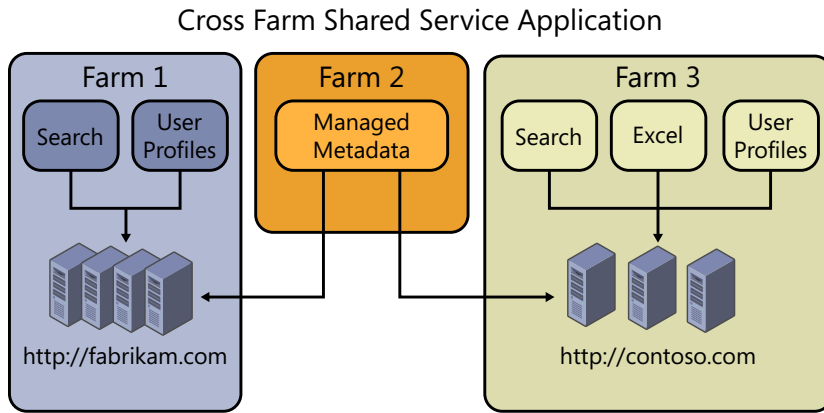 Cross Farm Shared Service Application
Farm 1
Search
User
Profiles
http://fabrikam.com
Farm 2
Managed
Metadata
Farm 3
Search
Excel
User
Profiles
http://contoso.com